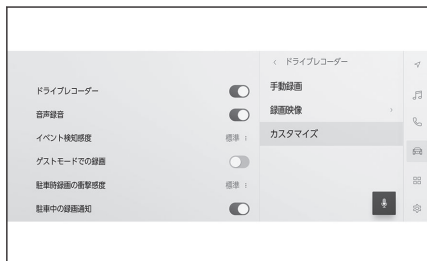 ドライブレコーダー
音声録音
イベント検知感度 標準
ゲストモードでの録画
駐車時録画の衝撃感度 標準
駐車中の録画通知
ドライブレコーダー
手動録画
録画映像
カスタマイズ